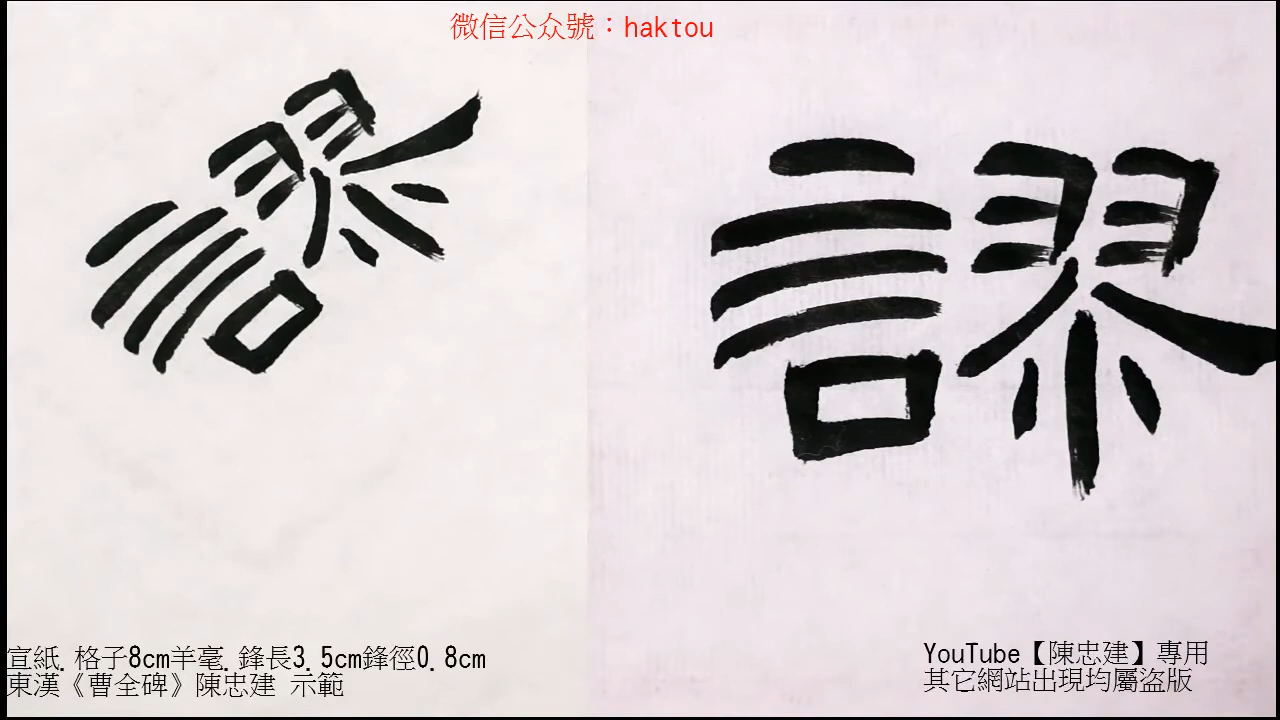 微信公众號：haktou
謬
謬
宣紙.格子8cm羊毫.鋒長3.5cm鋒徑0.8cm
東漢《曹全碑》陳忠建 示範
YouTube【陳忠建】專用
其它網站出現均屬盜版